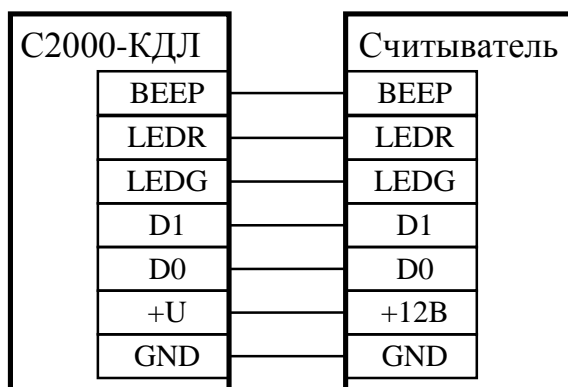 С2000-КДЛ
Считыватель
BEEP
BEEP
LEDR
LEDR
LEDG
LEDG
D1
D1
D0
D0
+U
+12В
GND
GND